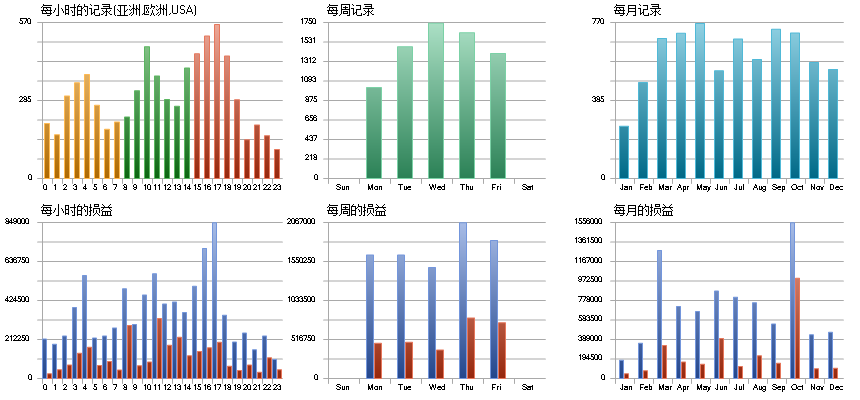 每小时的记录(亚洲,欧洲,USA)
570
285
0
0 1 2 3 4 5 6 7 8 9 10 11 12 13 14 15 16 17 18 19 20 21 22 23
每周记录
1750
1531
1312
1093
875
656
437
218
0
Sun Mon Tue Wed Thu Fri Sat
每月记录
770
385
0
Jan Feb Mar Apr May Jun Jul Aug Sep Oct Nov Dec
每小时的损益
849000
636750
424500
212250
0
0 1 2 3 4 5 6 7 8 9 10 11 12 13 14 15 16 17 18 19 20 21 22 23
每周的损益
2067000
1550250
1033500
516750
0
Sun Mon Tue Wed Thu Fri Sat
每月的损益
1556000
1361500
1167000
972500
778000
583500
389000
194500
0
Jan Feb Mar Apr May Jun Jul Aug Sep Oct Nov Dec